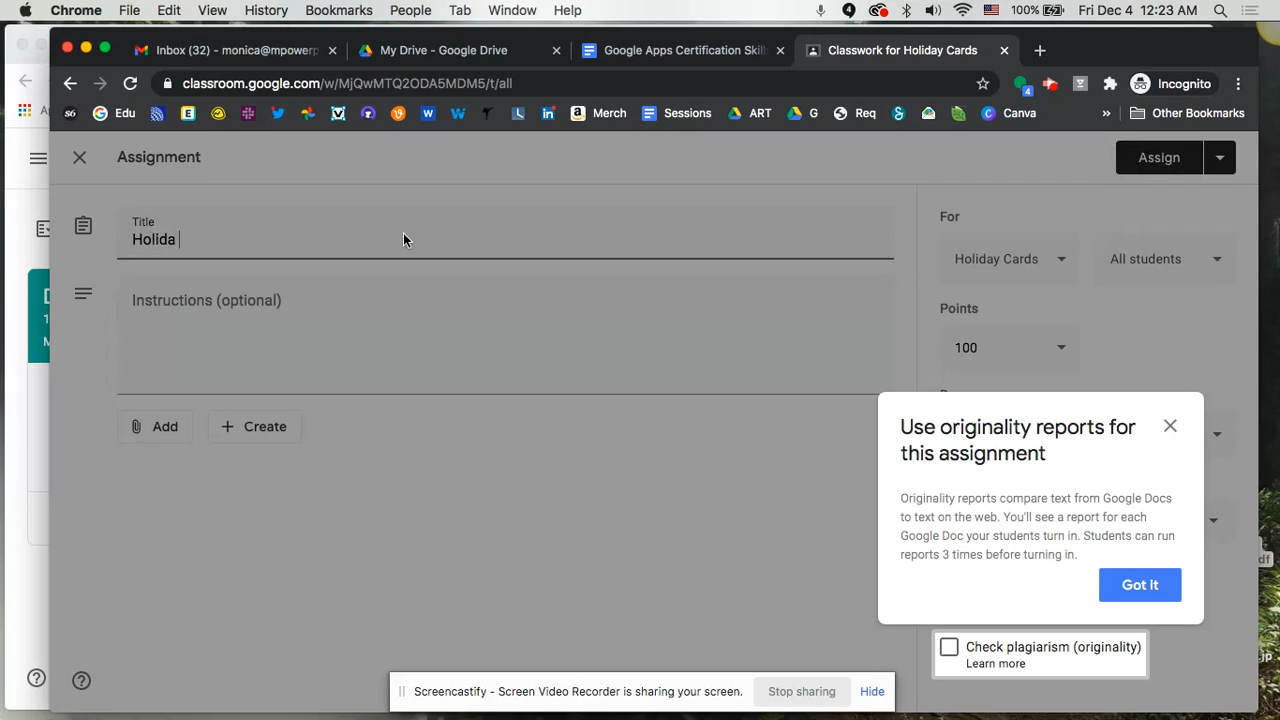 Chrome File Edit View History Bookmarks People Tab Window Help 100% Fri Dec 4 12:23 AM
Inbox (32) - monica@mpowerp
My Drive - Google Drive
Google Apps Certification Skills
Classwork for Holiday Cards
classroom.google.com/w/MjQwMTQ2ODA5MDM5/t/all
4
Incognito
Edu
Merch
Sessions
ART
G
Req
Canva
»
Other Bookmarks
Assignment
Assign
Title
Holida
Instructions (optional)
Add
Create
For
Holiday Cards
All students
Points
100
Use originality reports for
this assignment
Originality reports compare text from Google Docs
to text on the web. You'll see a report for each
Google Doc your students turn in. Students can run
reports 3 times before turning in.
Got It
Check plagiarism (originality)
Learn more
Screencastify - Screen Video Recorder is sharing your screen.
Stop sharing
Hide